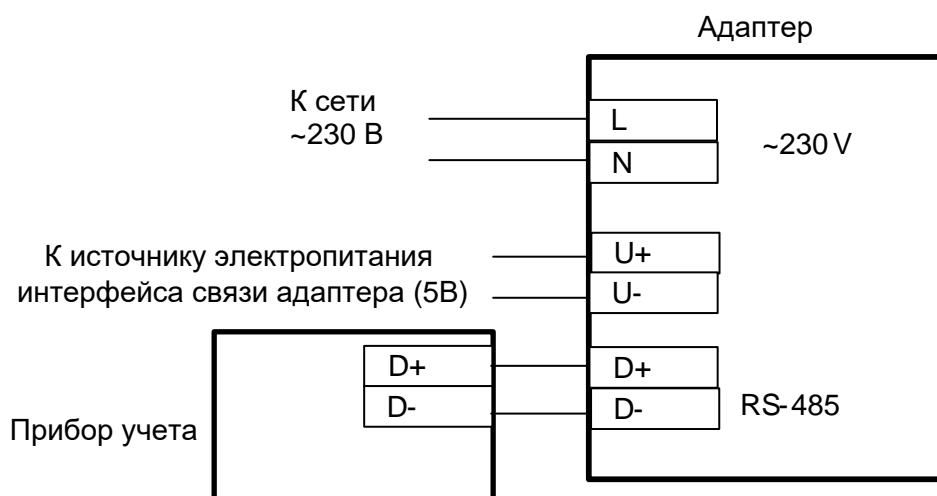 Адаптер
К сети
~230 В
L
N
~230 V
К источнику электропитания
интерфейса связи адаптера (5В)
U+
U-
D+
D-
D+
D-
RS-485
Прибор учета